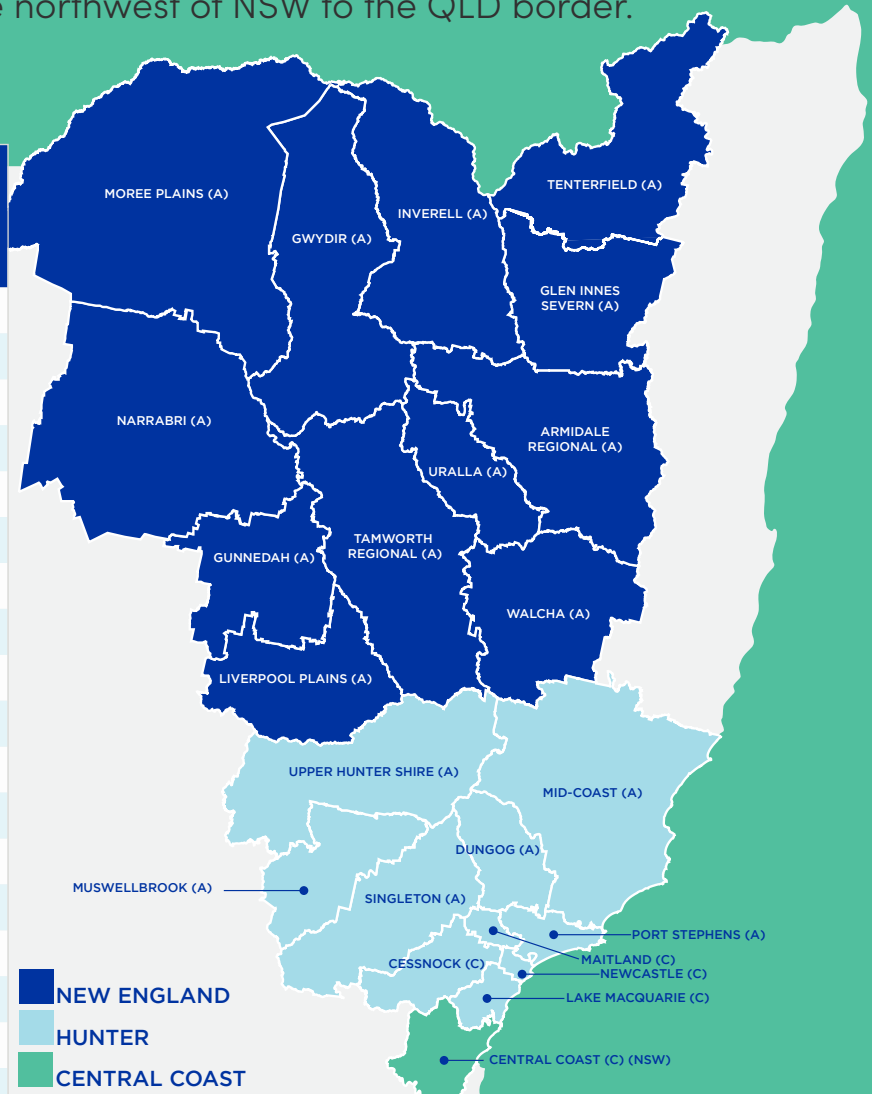 northwest of NSW to the QLD border.
MOREE PLAINS (A)
GWYDIR (A)
INVERELL (A)
TENTERFIELD (A)
GLEN INNES
SEVERN (A)
NARRABRI (A)
ARMIDALE
REGIONAL (A)
URALLA (A)
TAMWORTH
REGIONAL (A)
GUNNEDAH (A)
WALCHA (A)
LIVERPOOL PLAINS (A)
UPPER HUNTER SHIRE (A)
MID-COAST (A)
DUNGOG (A)
MUSWELLBROOK (A)
SINGLETON (A)
PORT STEPHENS (A)
MAITLAND (C)
CESSNOCK (C)
NEWCASTLE (C)
LAKE MACQUARIE (C)
CENTRAL COAST (C) (NSW)
NEW ENGLAND
HUNTER
CENTRAL COAST